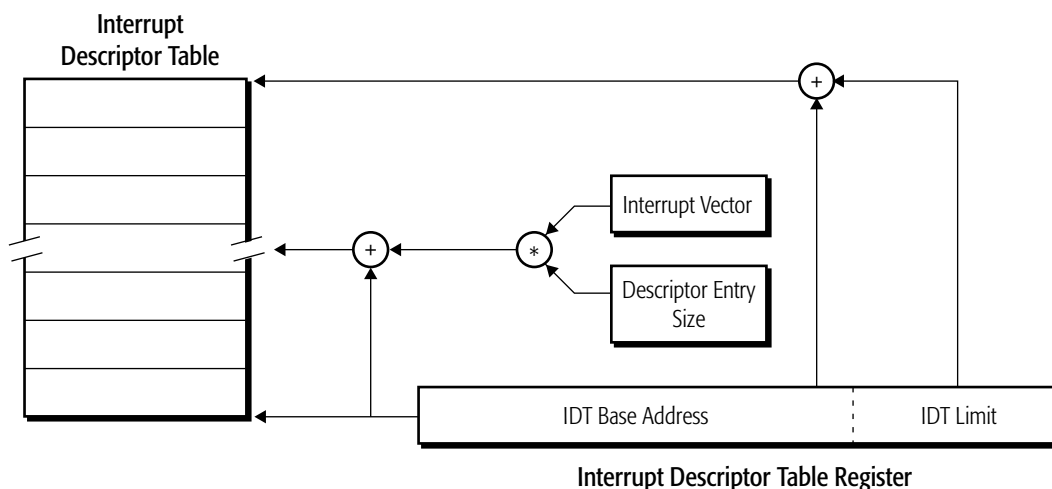 Interrupt
Descriptor Table
+
Interrupt Vector
+
*
Descriptor Entry
Size
IDT Base Address
IDT Limit
Interrupt Descriptor Table Register